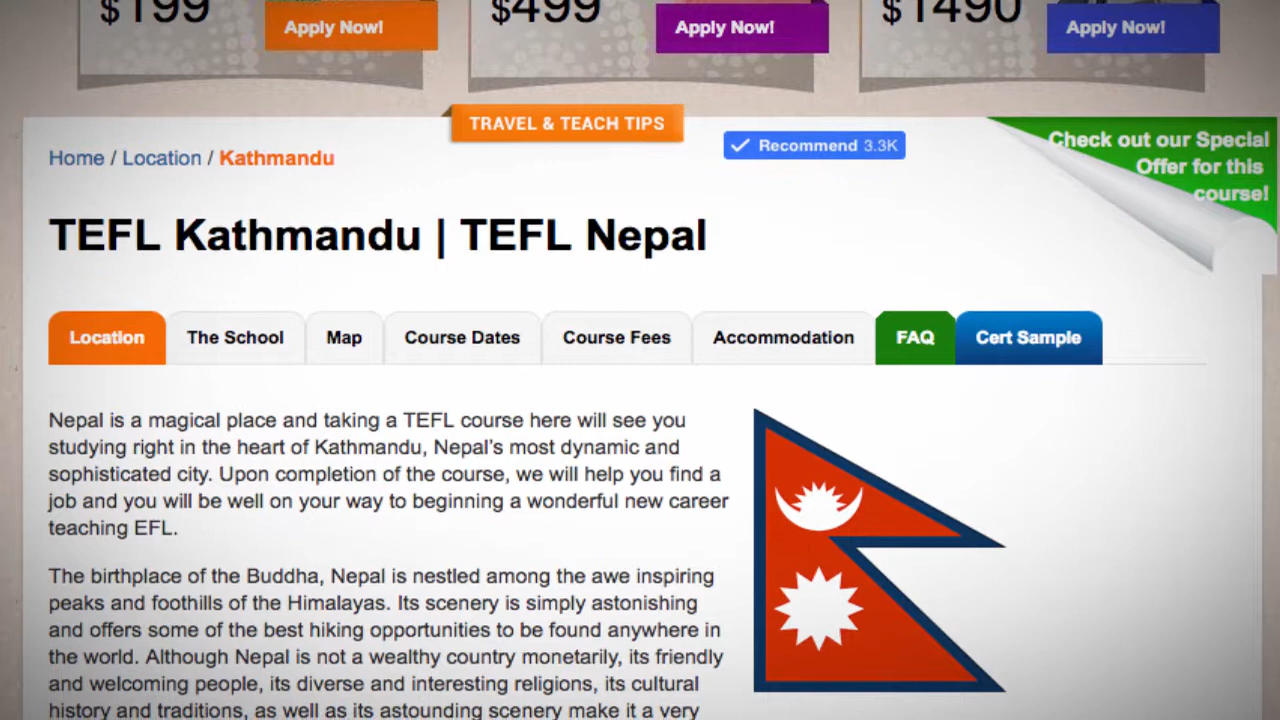 $199
$499
$1490
Apply Now!
Apply Now!
Apply Now!
TRAVEL & TEACH TIPS
Home / Location / Kathmandu
Recommend 3.3K
Check out our Special
Offer for this
course!
TEFL Kathmandu | TEFL Nepal
Location
The School
Map
Course Dates
Course Fees
Accommodation
FAQ
Cert Sample
Nepal is a magical place and taking a TEFL course here will see you
studying right in the heart of Kathmandu, Nepal's most dynamic and
sophisticated city. Upon completion of the course, we will help you find a
job and you will be well on your way to beginning a wonderful new career
teaching EFL.
The birthplace of the Buddha, Nepal is nestled among the awe inspiring
peaks and foothills of the Himalayas. Its scenery is simply astonishing
and offers some of the best hiking opportunities to be found anywhere in
the world. Although Nepal is not a wealthy country monetarily, its friendly
and welcoming people, its diverse and interesting religions, its cultural
history and traditions, as well as its astounding scenery make it a very